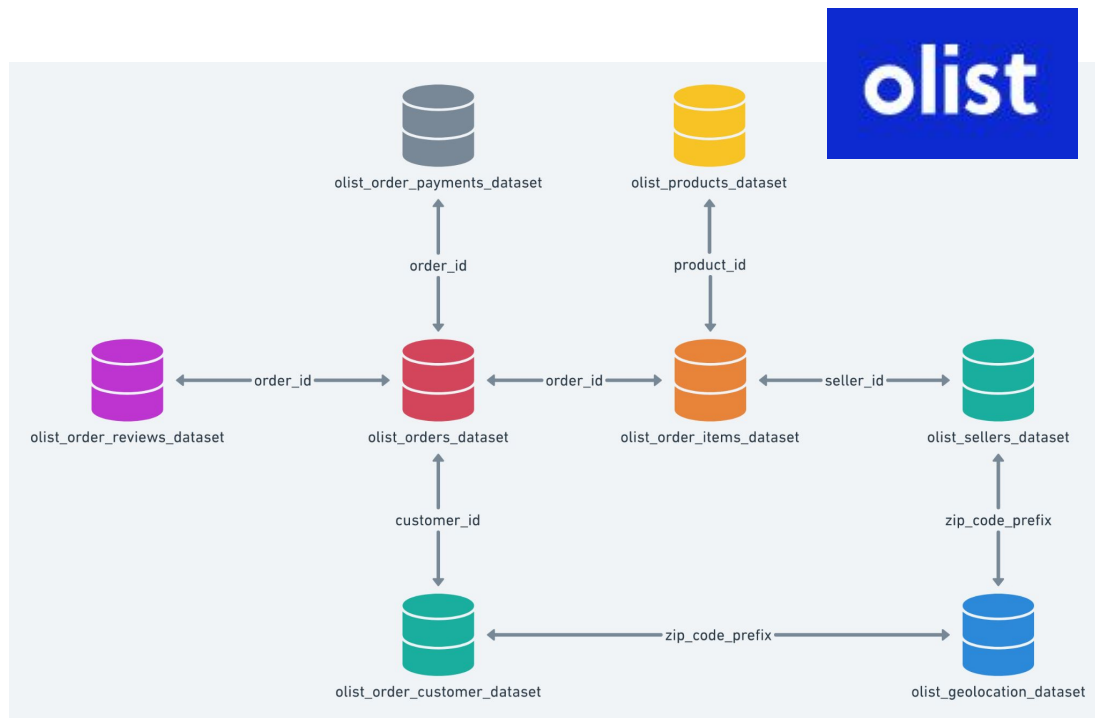 olist
olist_order_payments_dataset
olist_products_dataset
order_id
product_id
order_id
order_id
seller_id
olist_order_reviews_dataset
olist_orders_dataset
olist_order_items_dataset
olist_sellers_dataset
customer_id
zip_code_prefix
zip_code_prefix
olist_order_customer_dataset
olist_geolocation_dataset